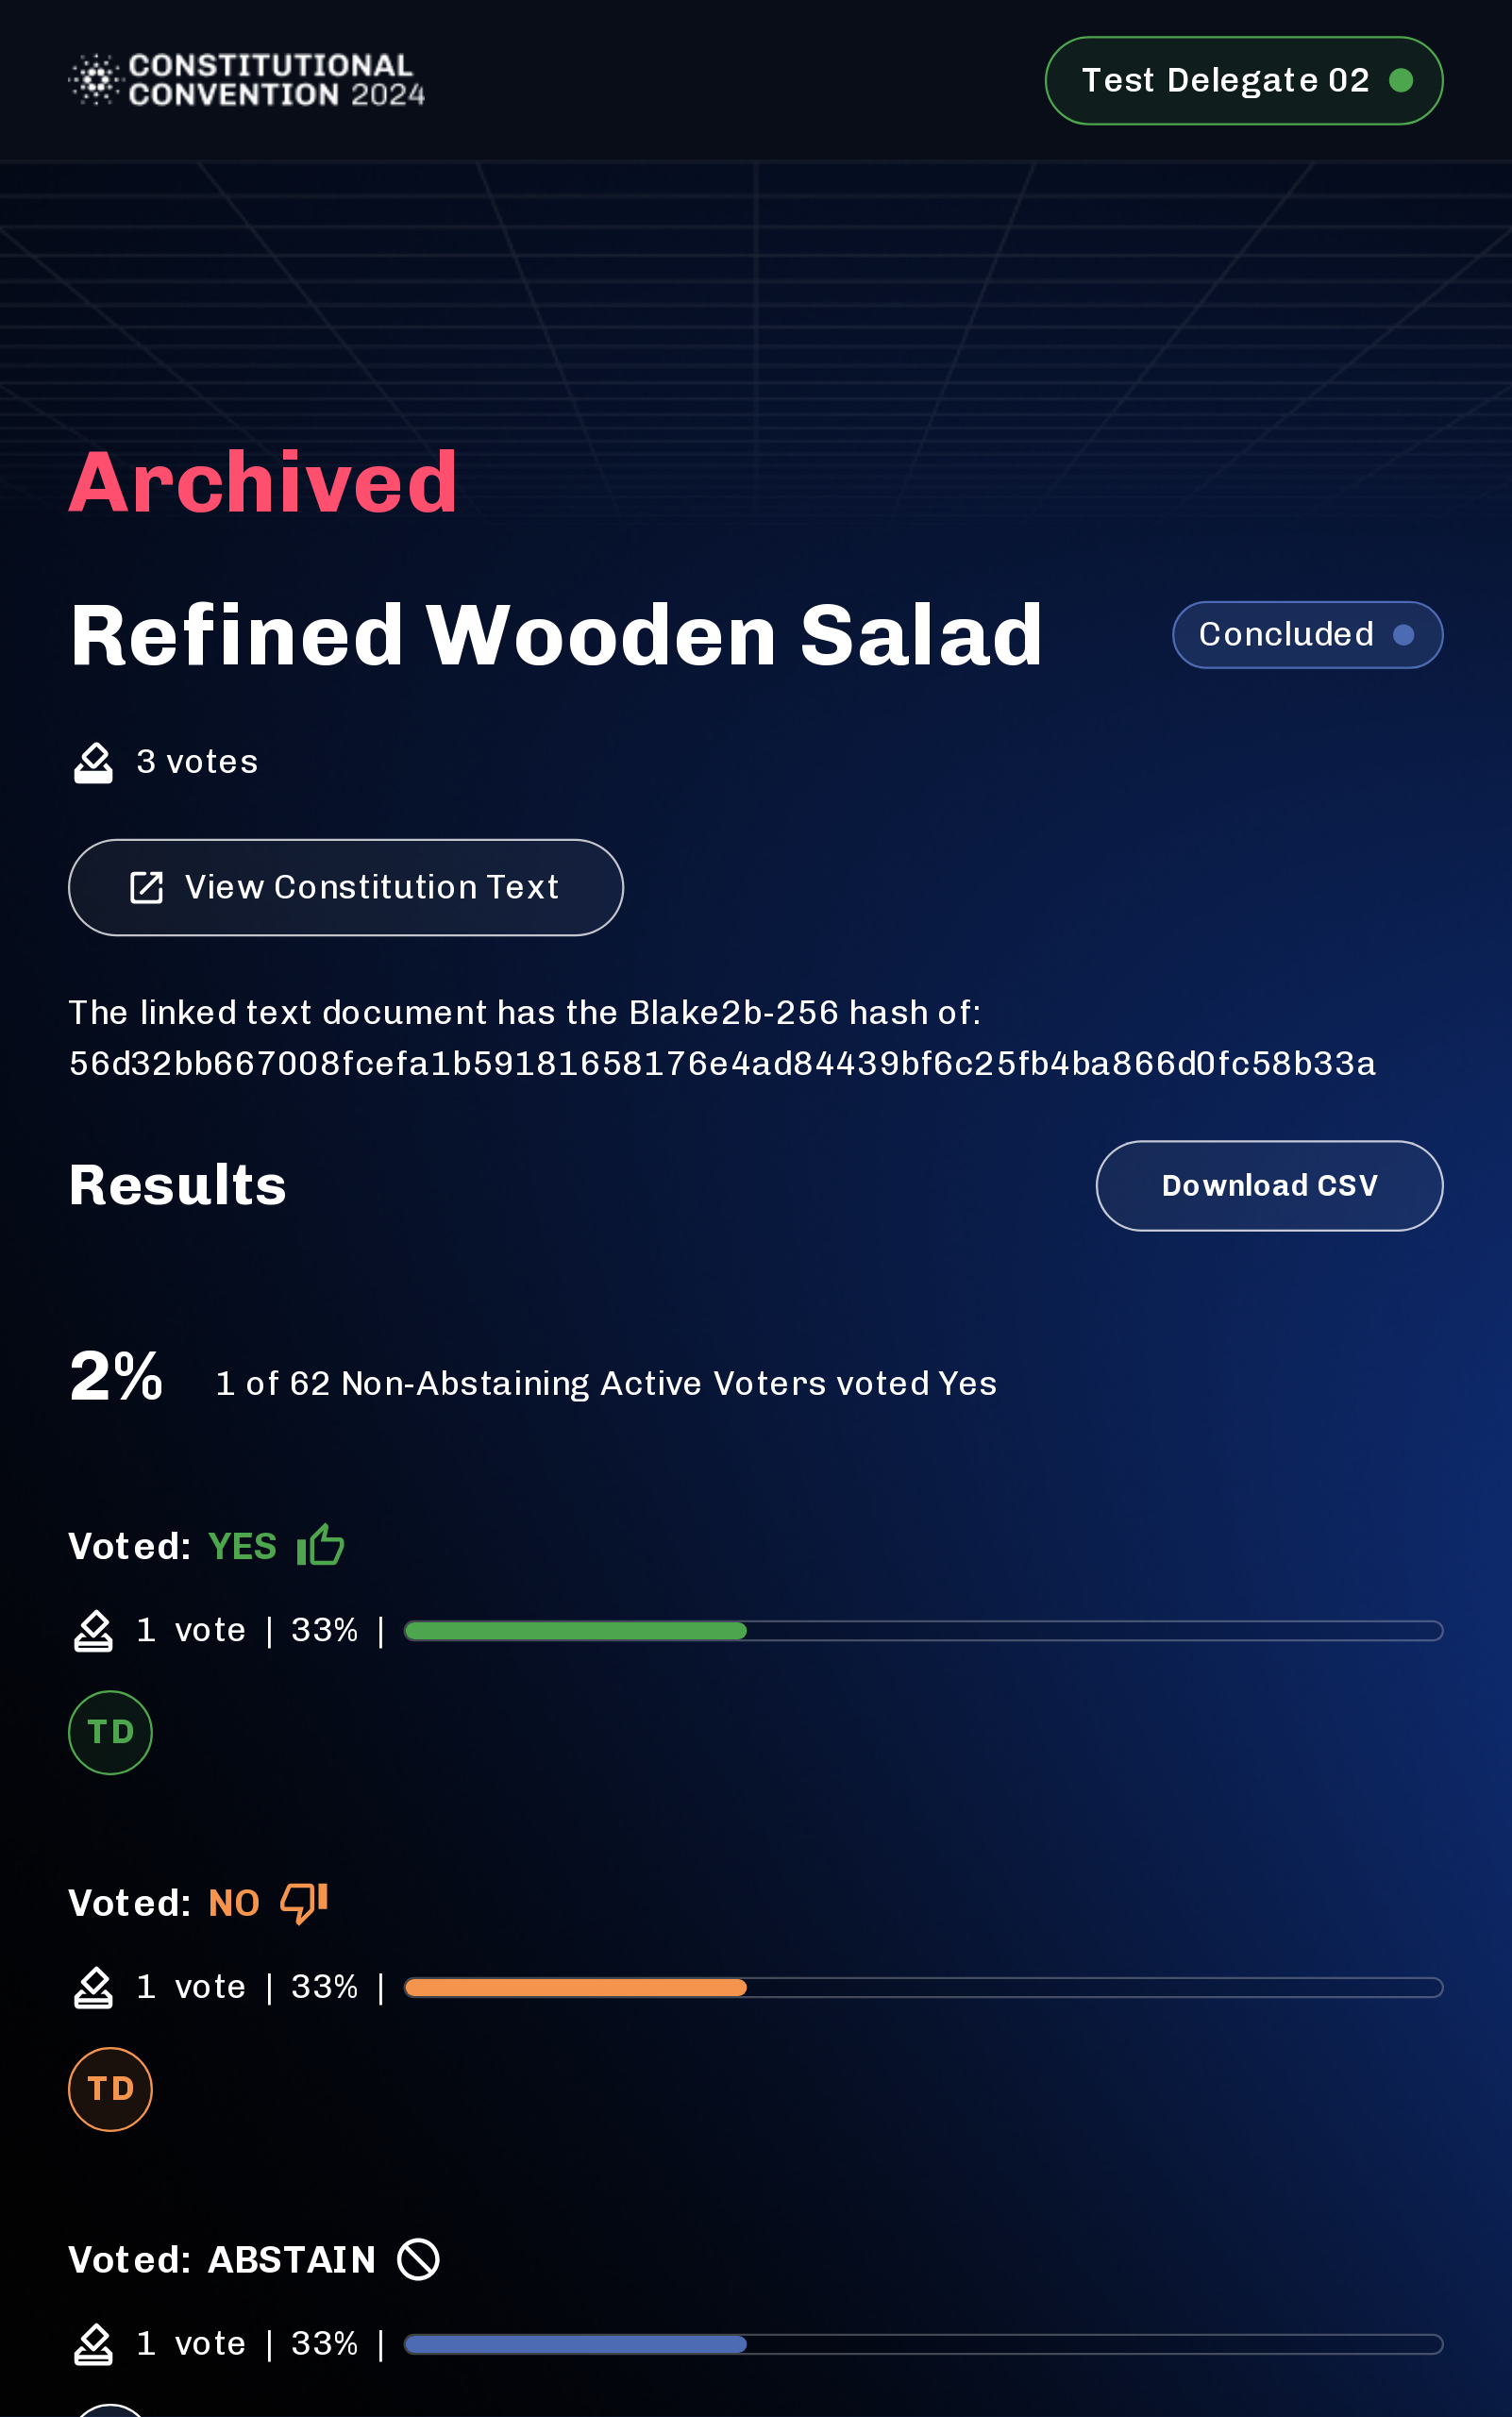 CONSTITUTIONAL
CONVENTION 2024
Test Delegate 02
Archived
Refined Wooden Salad
Concluded
3 votes
View Constitution Text
The linked text document has the Blake2b-256 hash of:
56d32bb667008fcefa1b59181658176e4ad84439bf6c25fb4ba866d0fc58b33a
Results
Download CSV
2% 1 of 62 Non-Abstaining Active Voters voted Yes
Voted: YES
1 vote | 33% |
TD
Voted: NO
1 vote | 33% |
TD
Voted: ABSTAIN
1 vote | 33% |